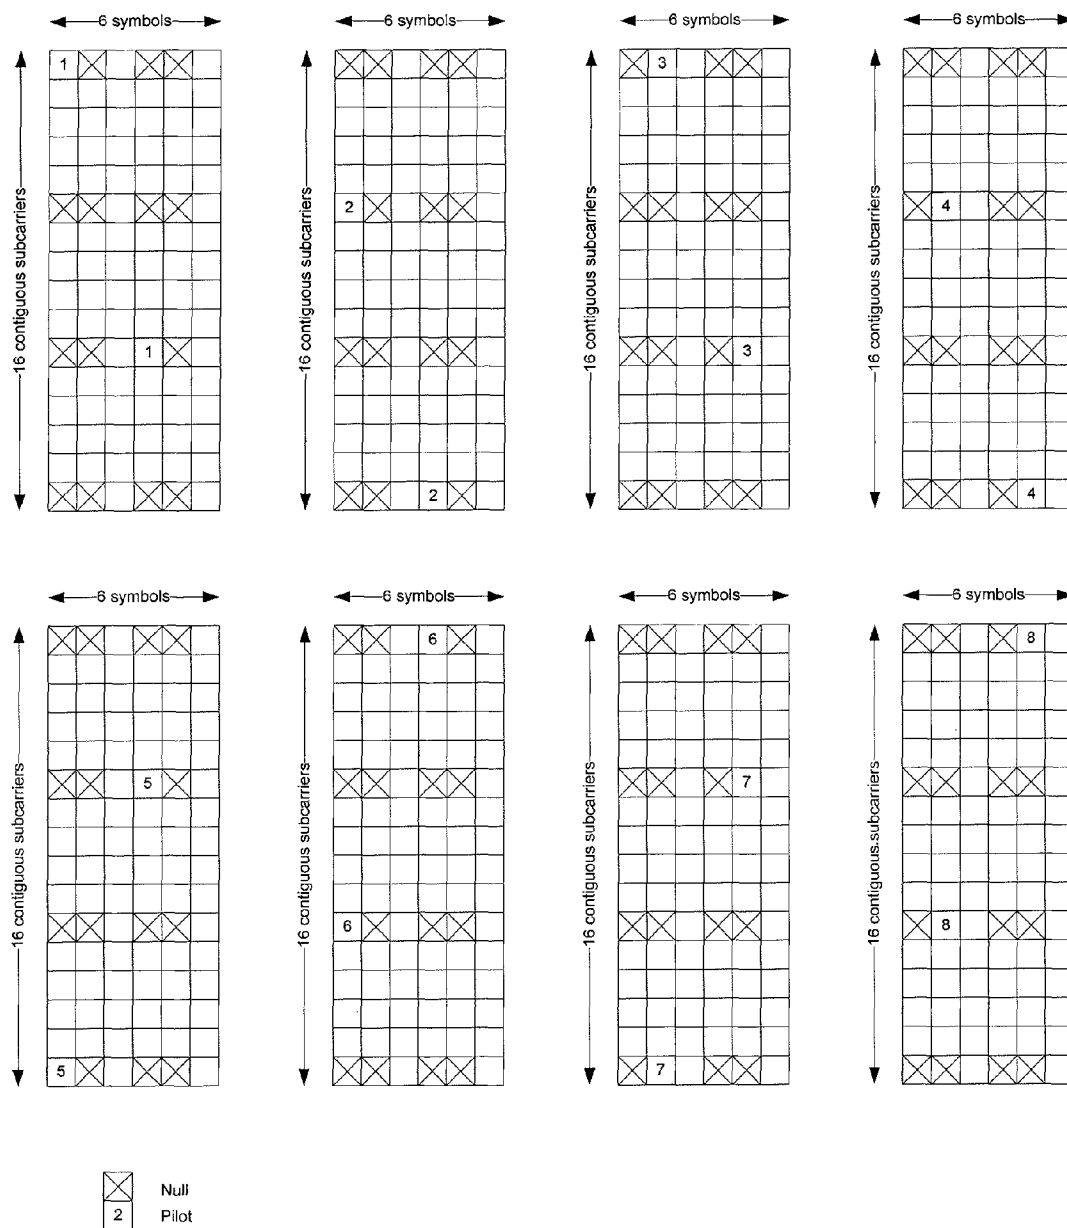 6 symbols 6 symbols 6 symbols 6 symbols
16 contiguous subcarriers 16 contiguous subcarriers 16 contiguous subcarriers 16 contiguous subcarriers
1 3
2 4
1 3
2 4
6 symbols 6 symbols 6 symbols 6 symbols
16 contiguous subcarriers 16 contiguous subcarriers 16 contiguous subcarriers 16 contiguous.subcarriers
6 8
5 7
6 8
5 7
Null
2 Pilot